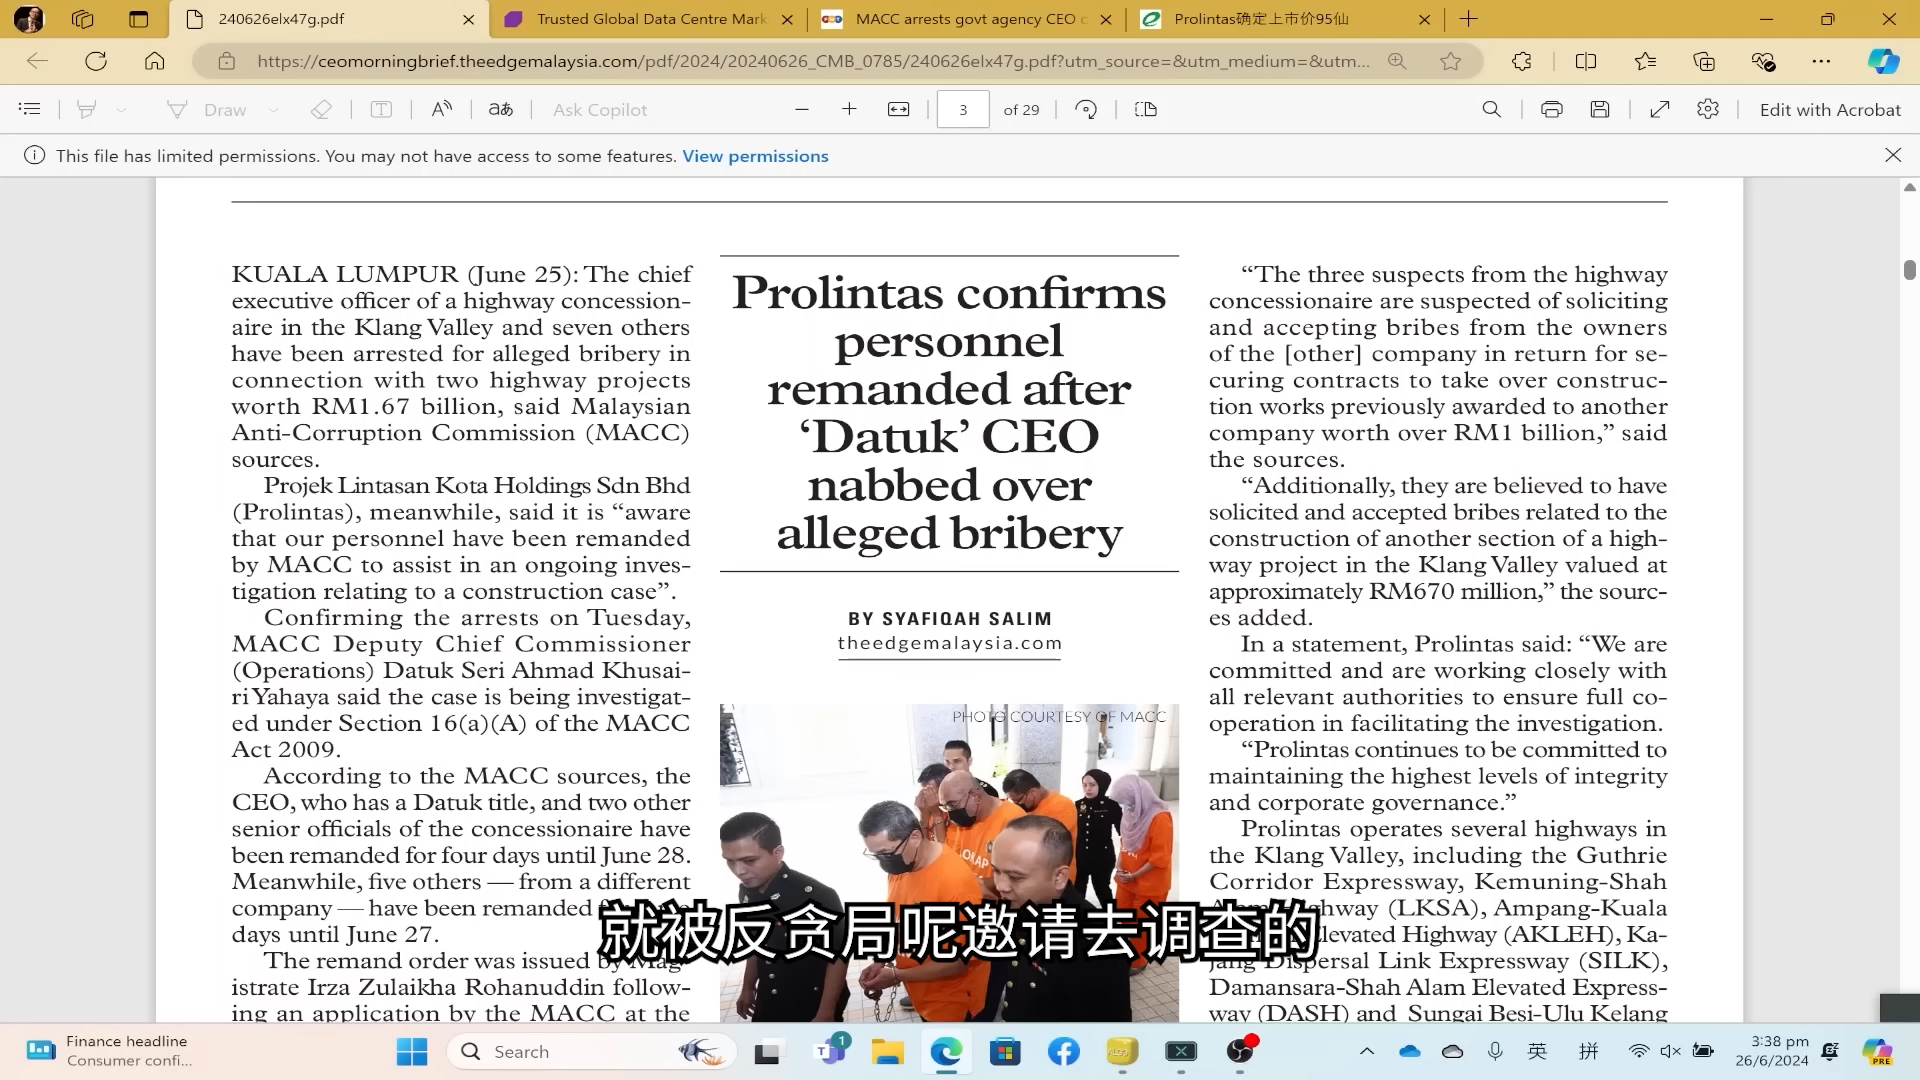 240626elx47g.pdf
Trusted Global Data Centre Mark
MACC arrests govt agency CEO
Prolintas确定上市价95仙
https://ceomorningbrief.theedgemalaysia.com/pdf/2024/20240626_CMB_0785/240626elx47g.pdf?utm_source=&utm_medium=&utm...
Draw
Ask Copilot
3
of 29
Edit with Acrobat
This file has limited permissions. You may not have access to some features. View permissions
KUALA LUMPUR (June 25): The chief
executive officer of a highway concession-
aire in the Klang Valley and seven others
have been arrested for alleged bribery in
connection with two highway projects
worth RM1.67 billion, said Malaysian
Anti-Corruption Commission (MACC)
sources.
Projek Lintasan Kota Holdings Sdn Bhd
(Prolintas), meanwhile, said it is “aware
that our personnel have been remanded
by MACC to assist in an ongoing inves-
tigation relating to a construction case”.
Confirming the arrests on Tuesday,
MACC Deputy Chief Commissioner
(Operations) Datuk Seri Ahmad Khusai-
ri Yahaya said the case is being investigat-
ed under Section 16(a)(A) of the MACC
Act 2009.
According to the MACC sources, the
CEO, who has a Datuk title, and two other
senior officials of the concessionaire have
been remanded for four days until June 28.
Meanwhile, five others — from a different
company — have been remanded
days until June 27.
The remand order was issued by Mag-
istrate Irza Zulaikha Rohanuddin follow-
ing an application by the MACC at the
Prolintas confirms
personnel
remanded after
‘Datuk’ CEO
nabbed over
alleged bribery
BY SYAFIQAH SALIM
theedgemalaysia.com
PHOTO COURTESY OF MACC
“The three suspects from the highway
concessionaire are suspected of soliciting
and accepting bribes from the owners
of the [other] company in return for se-
curing contracts to take over construc-
tion works previously awarded to another
company worth over RM1 billion,” said
the sources.
“Additionally, they are believed to have
solicited and accepted bribes related to the
construction of another section of a high-
way project in the Klang Valley valued at
approximately RM670 million,” the sourc-
es added.
In a statement, Prolintas said: “We are
committed and are working closely with
all relevant authorities to ensure full co-
operation in facilitating the investigation.
“Prolintas continues to be committed to
maintaining the highest levels of integrity
and corporate governance.”
Prolintas operates several highways in
the Klang Valley, including the Guthrie
Corridor Expressway, Kemuning-Shah
Highway (LKSA), Ampang-Kuala
Elevated Highway (AKLEH), Ka-
jang Dispersal Link Expressway (SILK),
Damansara-Shah Alam Elevated Express-
way (DASH) and Sungai Besi-Ulu Kelang
就被反贪局呢邀请去调查的
Finance headline
Consumer confi...
Search
1
ALGO
英
拼
3:38 pm
26/6/2024
PRE